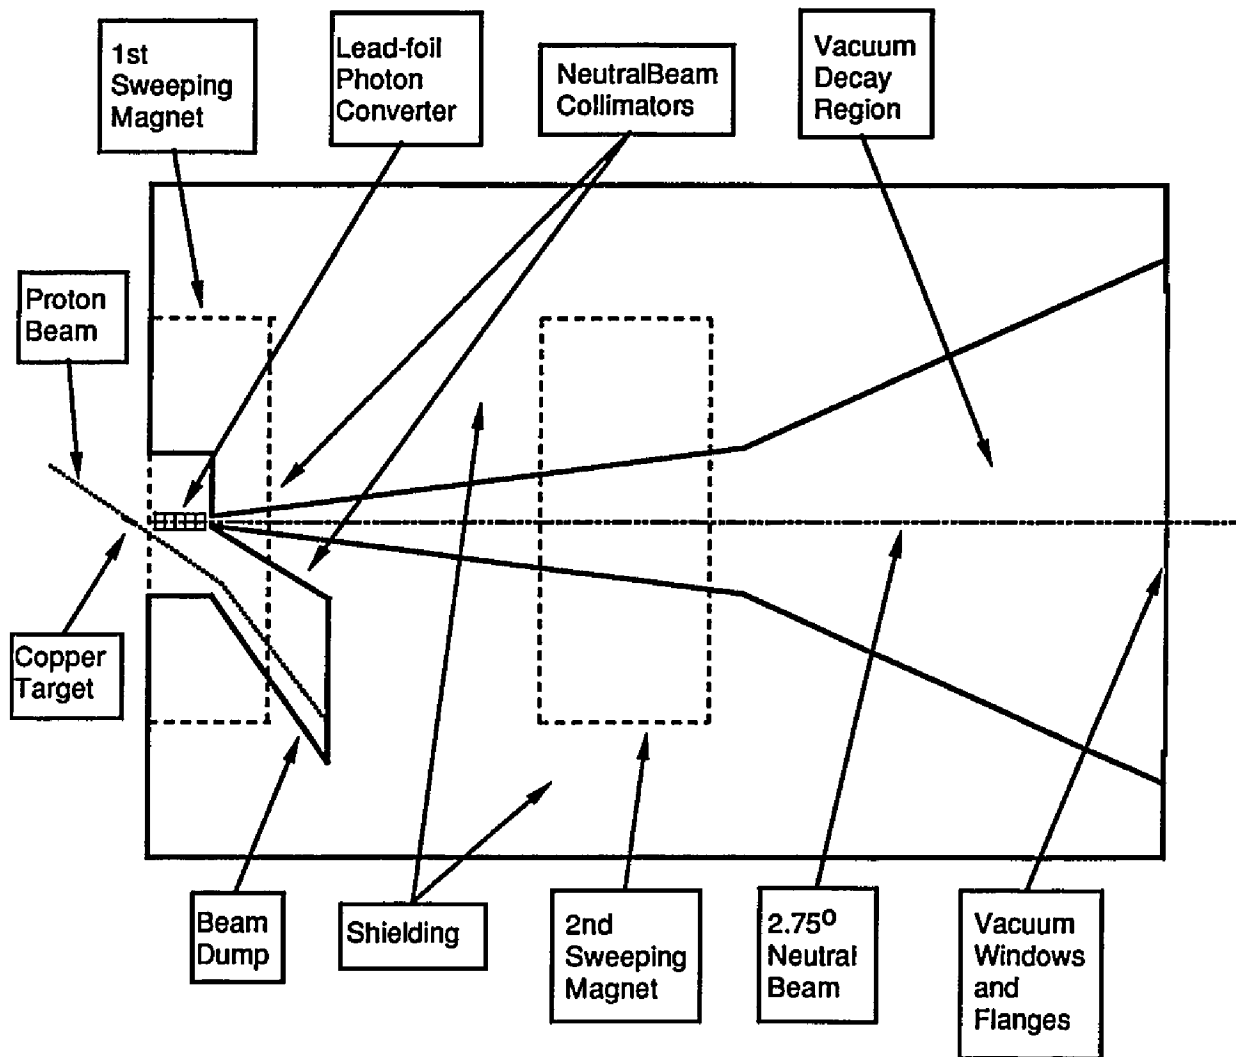 1st
Sweeping
Magnet
Lead-foil
Photon
Converter
NeutralBeam
Collimators
Vacuum
Decay
Region
Proton
Beam
Copper
Target
Beam
Dump
Shielding
2nd
Sweeping
Magnet
2.75⁰
Neutral
Beam
Vacuum
Windows
and
Flanges